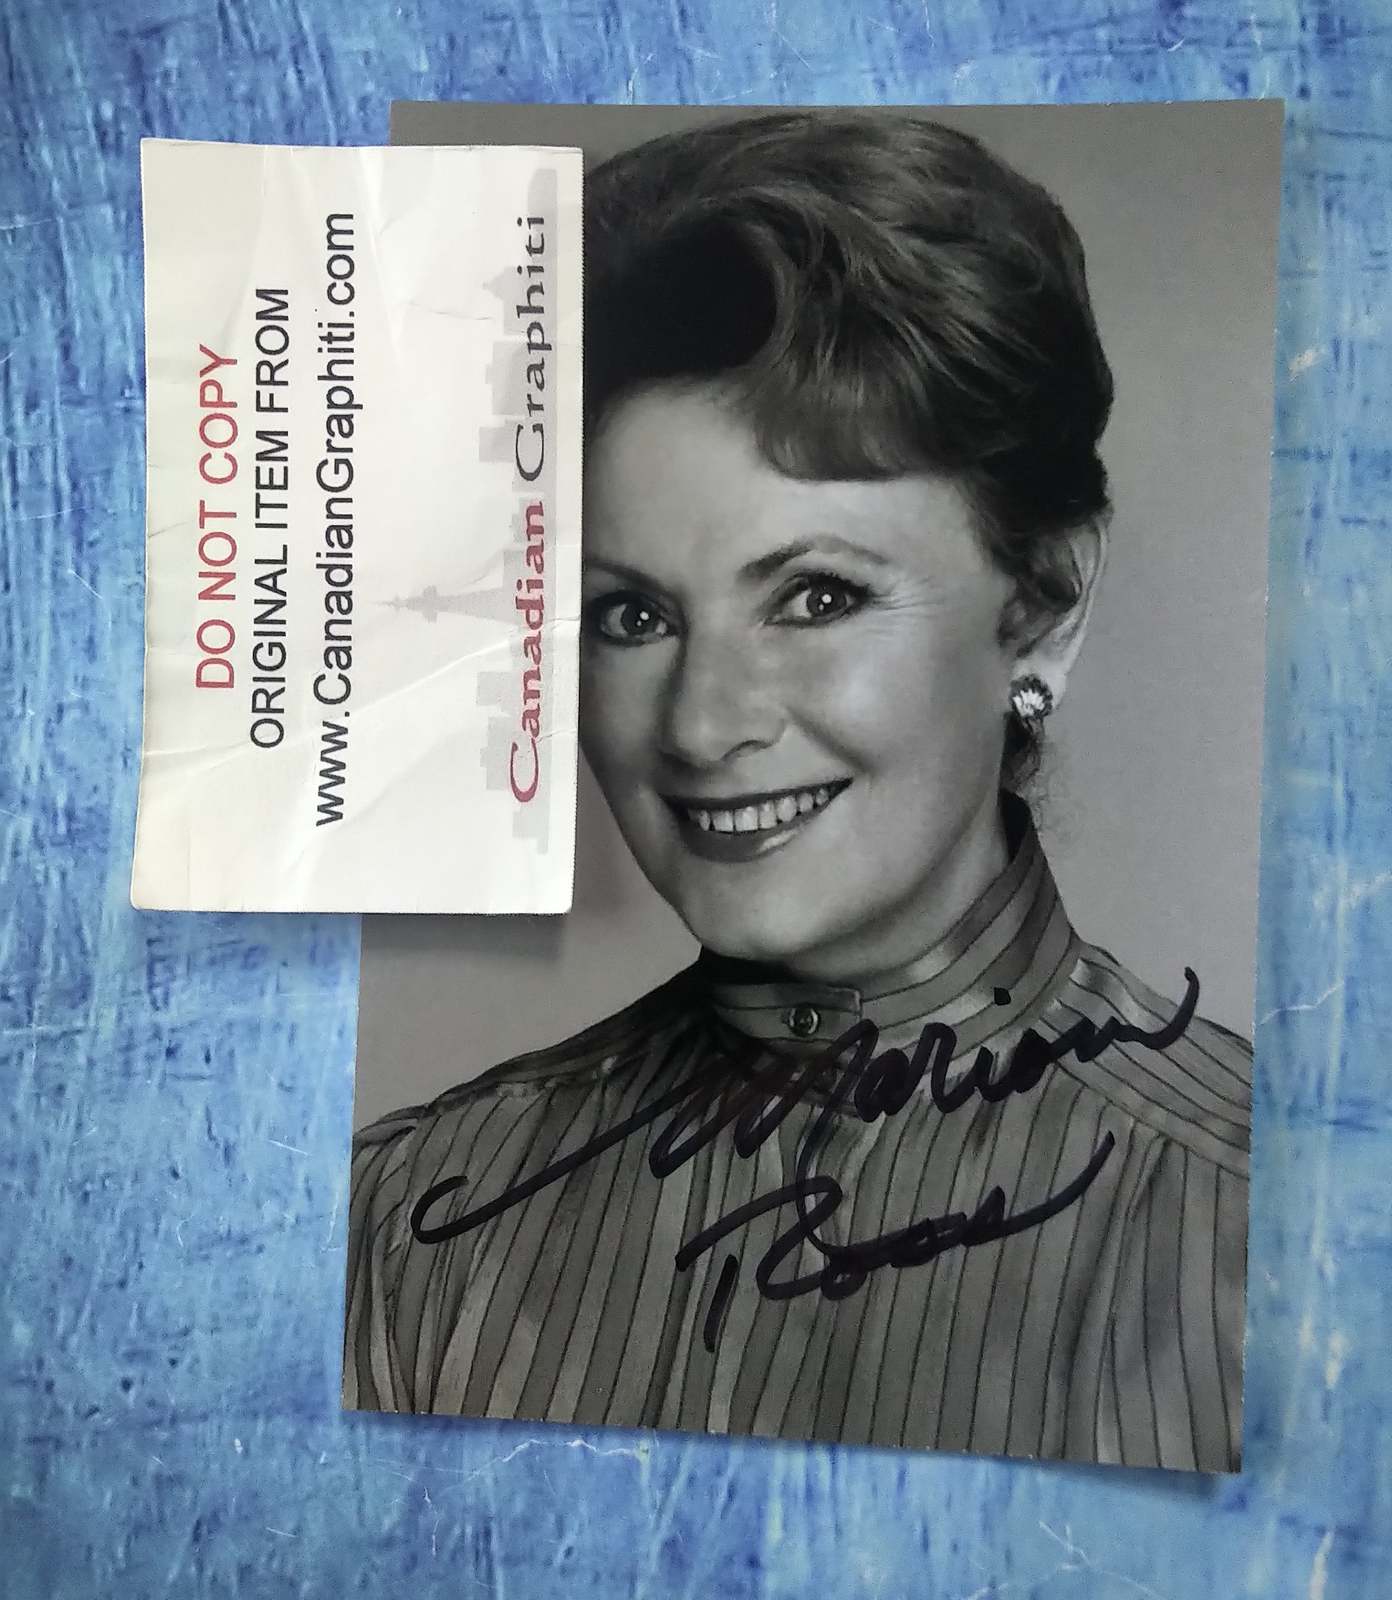 DO NOT COPY
ORIGINAL ITEM FROM
www.CanadianGraphiti.com
Canadian Graphiti
Marion
Ross